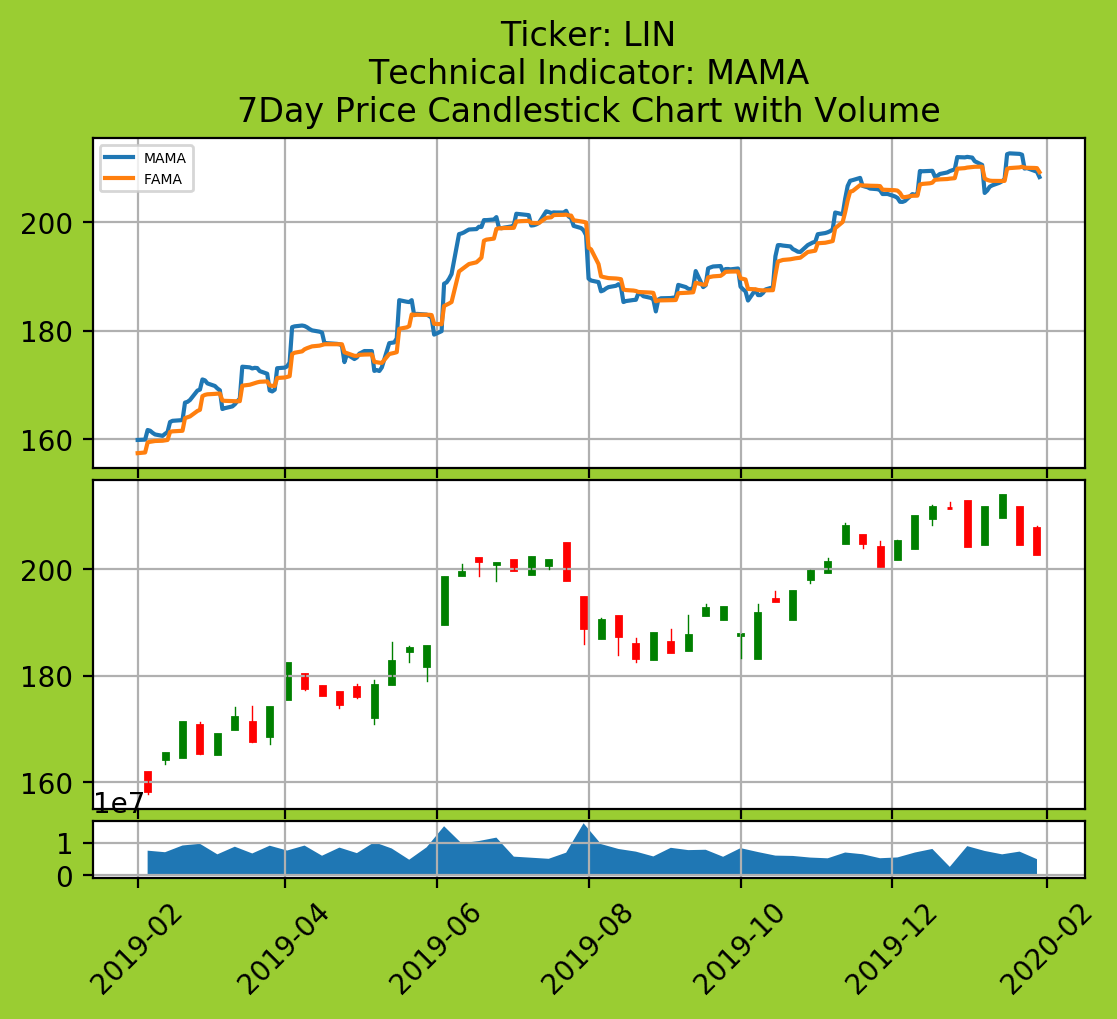 Ticker: LIN
Technical Indicator: MAMA
7Day Price Candlestick Chart with Volume
MAMA
FAMA
200
180
160
200
180
160
1e7
1
0
2019-02
2019-04
2019-06
2019-08
2019-10
2019-12
2020-02